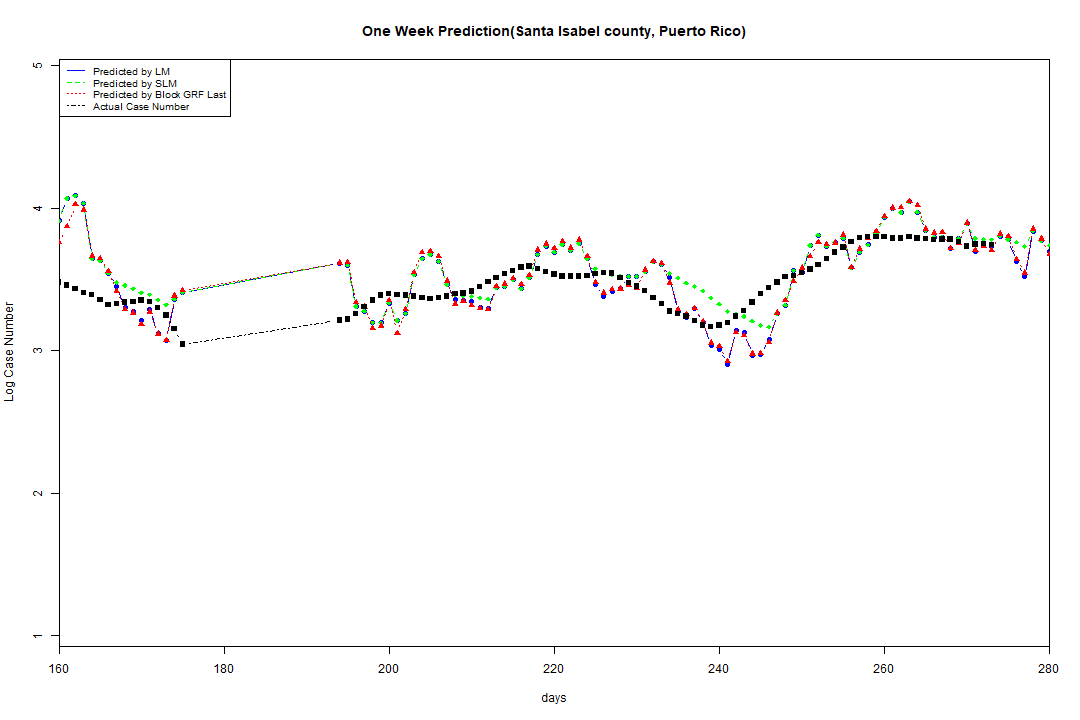 One Week Prediction(Santa Isabel county, Puerto Rico)
5
Predicted by LM
Predicted by SLM
Predicted by Block GRF Last
Actual Case Number
4
3
2
1
Log Case Number
160 180 200 220 240 260 280
days